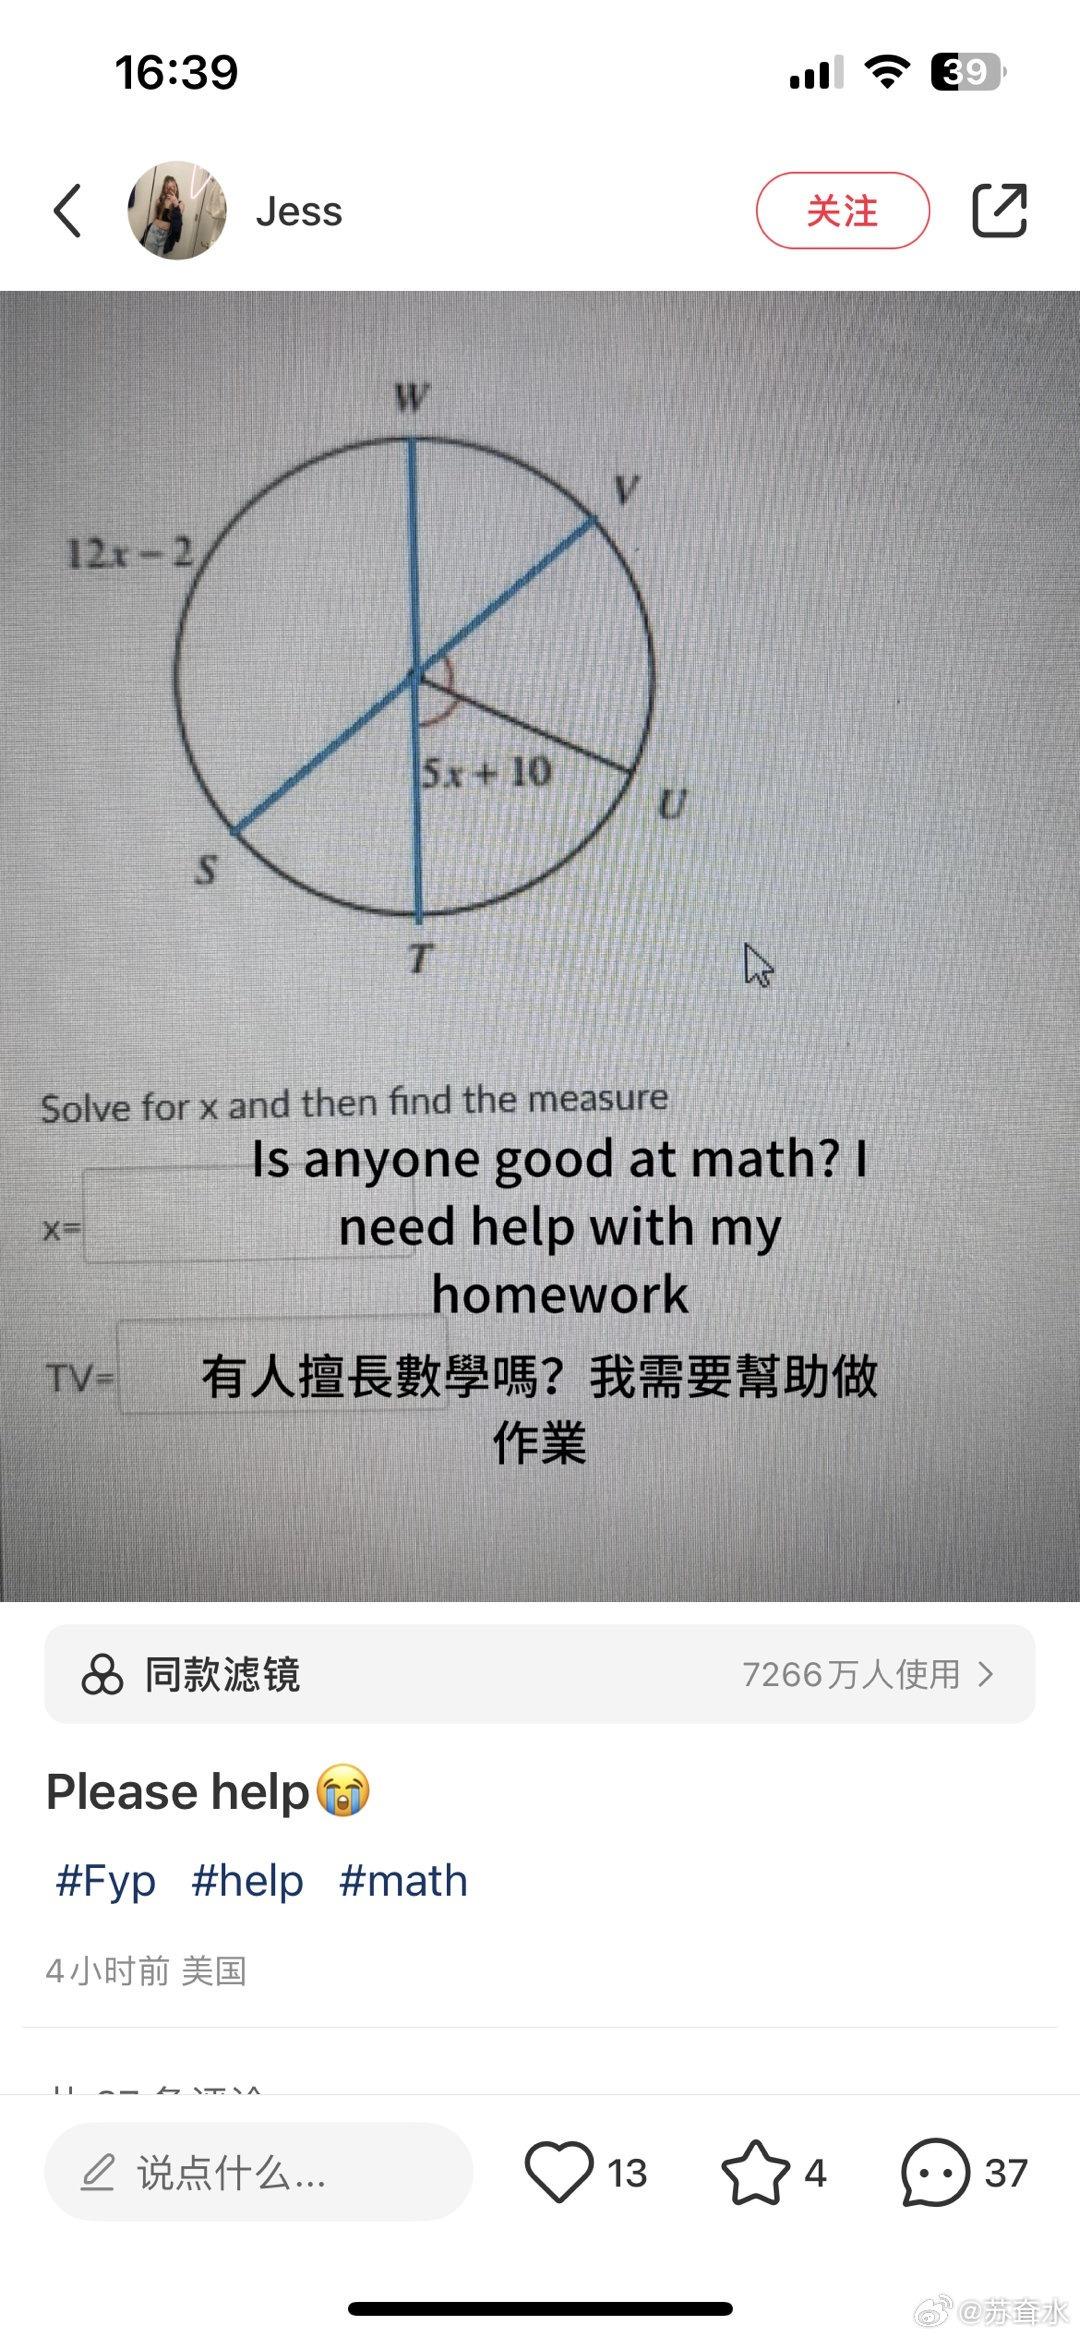 16:39
39
Jess
关注
W
V
12x-2
5x+10
U
S
T
Solve for x and then find the measure
Is anyone good at math? I
need help with my
homework
x=
TV=
有人擅長數學嗎？我需要幫助做
作業
同款滤镜
7266万人使用
Please help
#Fyp #help #math
4小时前 美国
说点什么...
13
4
37
@苏耷水